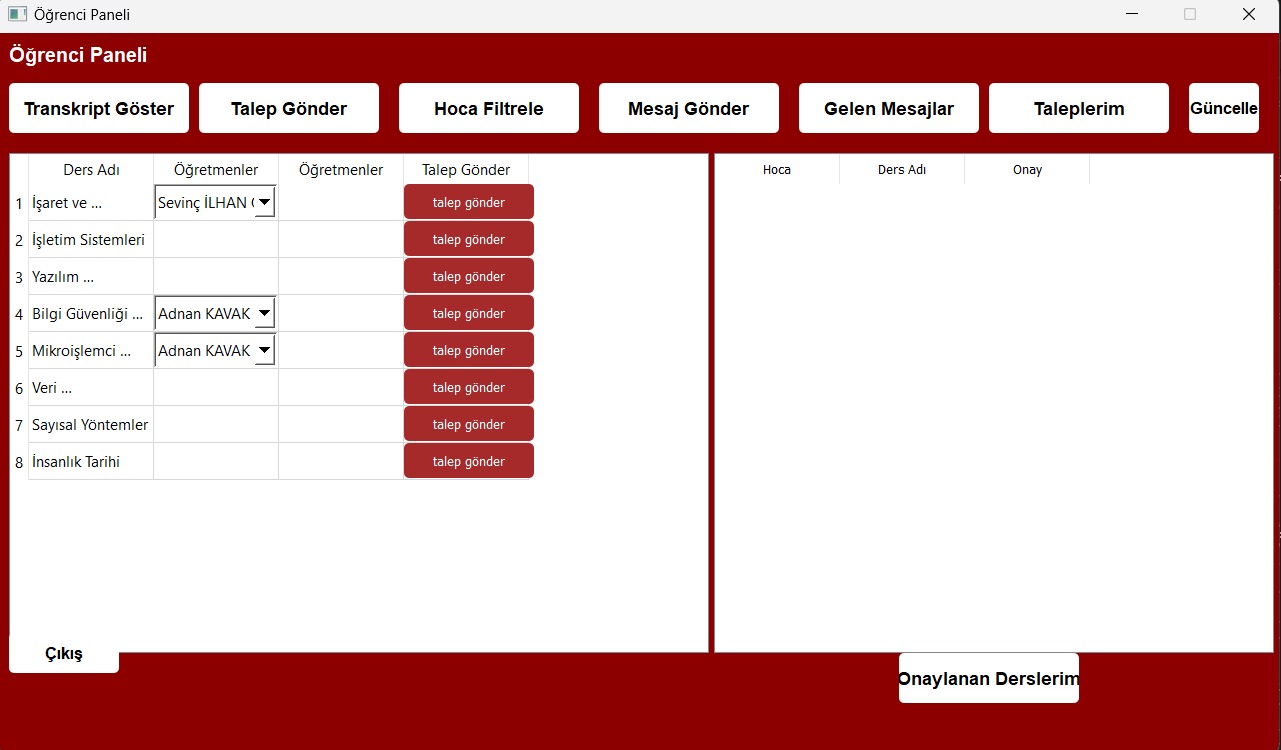 Öğrenci Paneli
Öğrenci Paneli
Transkript Göster Talep Gönder Hoca Filtrele Mesaj Gönder Gelen Mesajlar Taleplerim Güncelle
Ders Adı Öğretmenler Öğretmenler Talep Gönder
1 İşaret ve ... Sevinç İLHAN talep gönder
2 İşletim Sistemleri talep gönder
3 Yazılım ... talep gönder
4 Bilgi Güvenliği ... Adnan KAVAK talep gönder
5 Mikroişlemci ... Adnan KAVAK talep gönder
6 Veri ... talep gönder
7 Sayısal Yöntemler talep gönder
8 İnsanlık Tarihi talep gönder
Hoca Ders Adı Onay
Çıkış
Onaylanan Derslerim